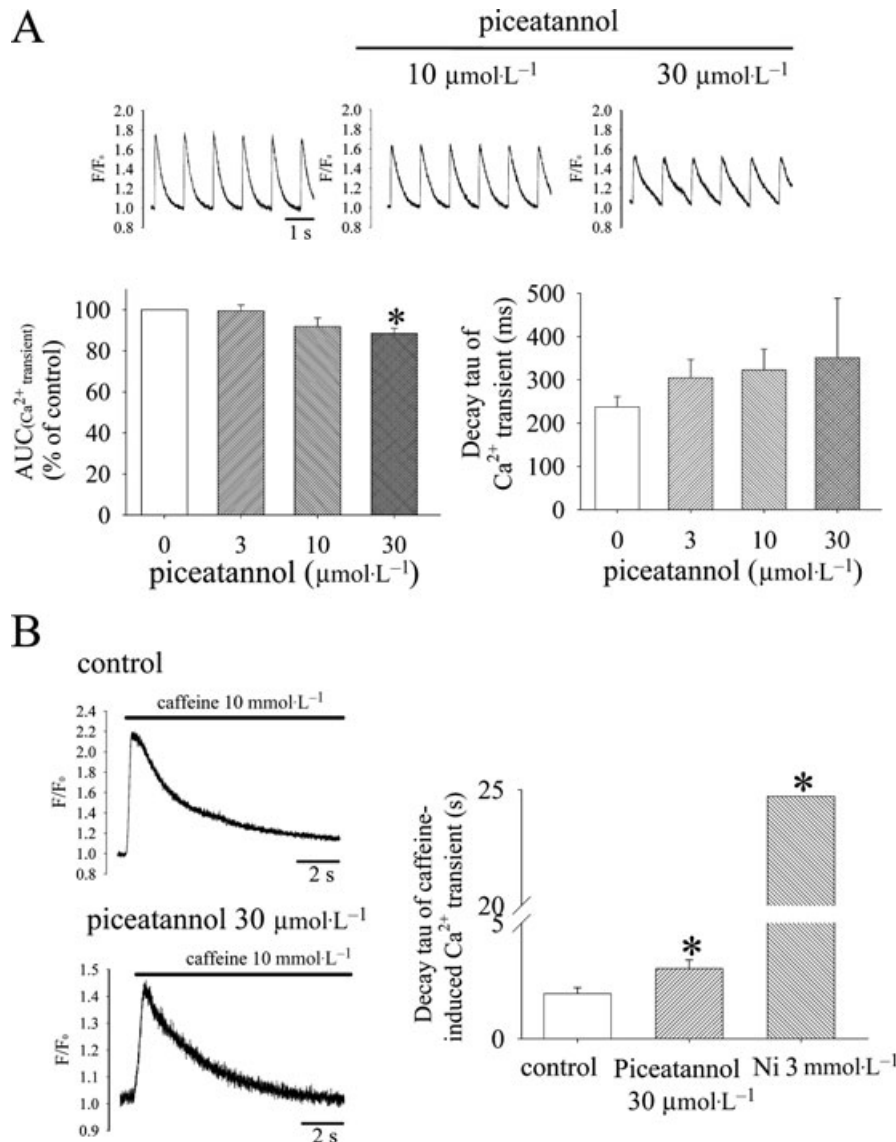 A
piceatannol
10 µmol·L⁻¹
30 µmol·L⁻¹
F/F₀
2.0
1.8
1.6
1.4
1.2
1.0
0.8
1 s
F/F₀
2.0
1.8
1.6
1.4
1.2
1.0
0.8
F/F₀
2.0
1.8
1.6
1.4
1.2
1.0
0.8
AUC(Ca²⁺ transient)
(% of control)
100
80
60
40
20
0
*
0 3 10 30
piceatannol (µmol·L⁻¹)
Decay tau of
Ca²⁺ transient (ms)
500
400
300
200
100
0
0 3 10 30
piceatannol (µmol·L⁻¹)
B
control
caffeine 10 mmol·L⁻¹
F/F₀
2.4
2.2
2.0
1.8
1.6
1.4
1.2
1.0
0.8
2 s
piceatannol 30 µmol·L⁻¹
caffeine 10 mmol·L⁻¹
F/F₀
1.5
1.4
1.3
1.2
1.1
1.0
0.9
2 s
Decay tau of caffeine-
induced Ca²⁺ transient (s)
25
20
5
0
*
*
control Piceatannol Ni 3 mmol·L⁻¹
30 µmol·L⁻¹